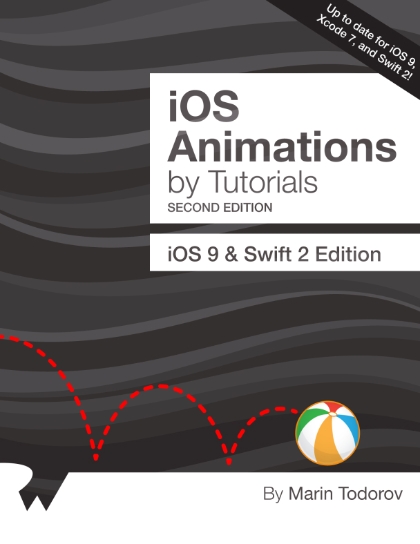 Up to date for iOS 9,
Xcode 7, and Swift 2!
iOS
Animations
by Tutorials
SECOND EDITION
iOS 9 & Swift 2 Edition
By Marin Todorov